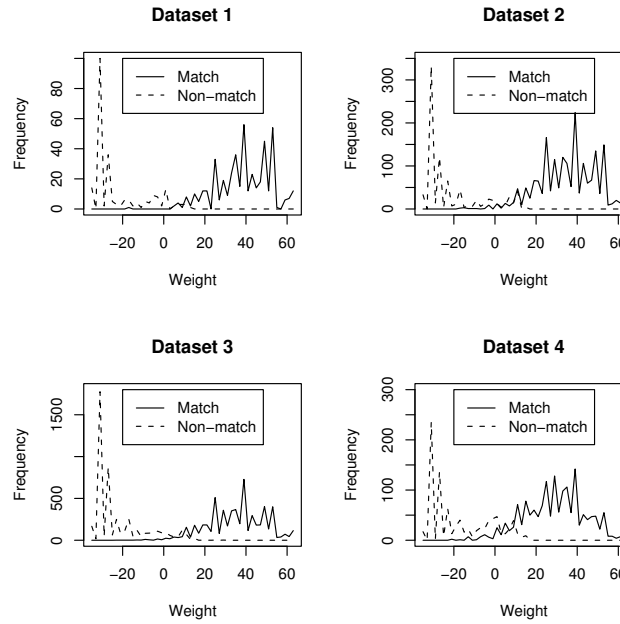 Dataset 1
Frequency
80
60
40
20
0
Match
Non-match
−20 0 20 40 60
Weight
Dataset 2
Frequency
300
200
100
0
Match
Non-match
−20 0 20 40 60
Weight
Dataset 3
Frequency
1500
500
0
Match
Non-match
−20 0 20 40 60
Weight
Dataset 4
Frequency
300
200
100
0
Match
Non-match
−20 0 20 40 60
Weight